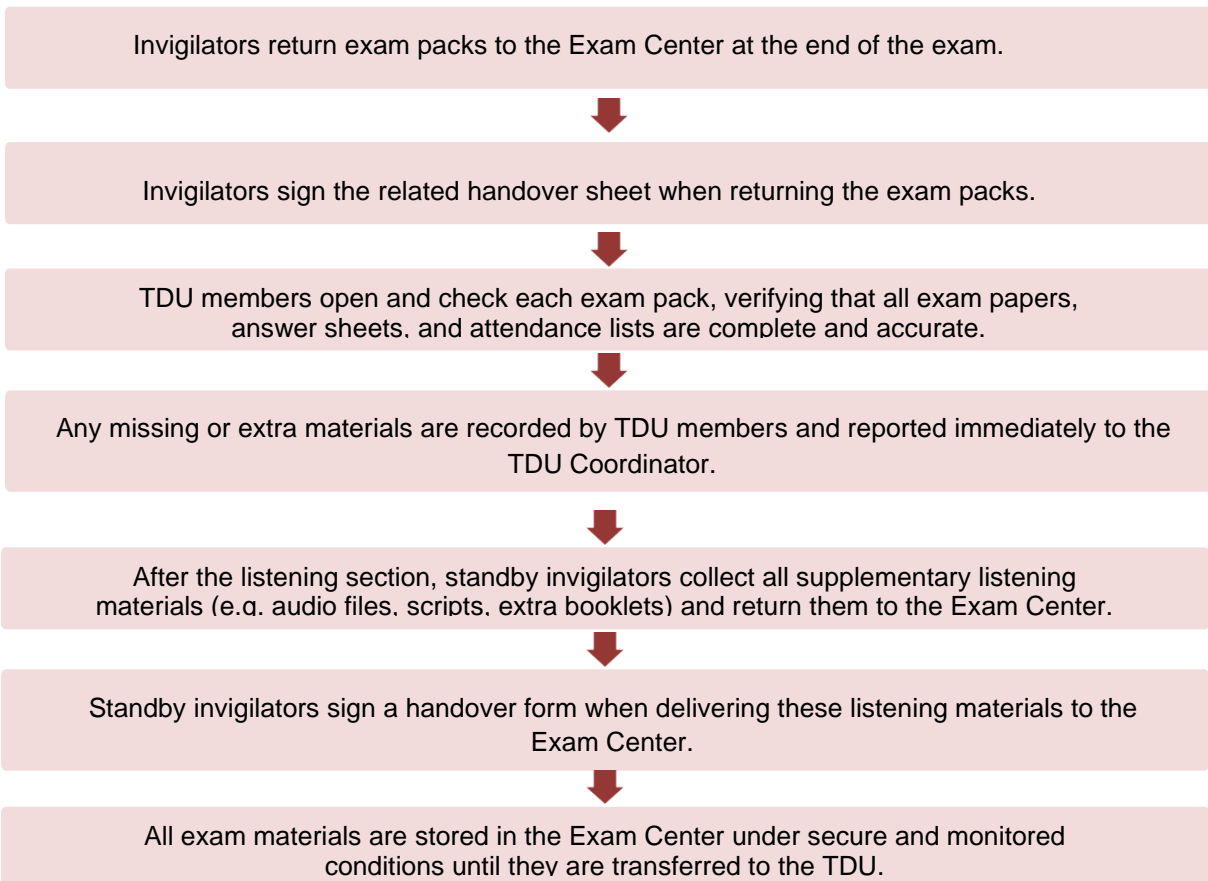 Invigilators return exam packs to the Exam Center at the end of the exam.
Invigilators sign the related handover sheet when returning the exam packs.
TDU members open and check each exam pack, verifying that all exam papers,
answer sheets, and attendance lists are complete and accurate.
Any missing or extra materials are recorded by TDU members and reported immediately to the
TDU Coordinator.
After the listening section, standby invigilators collect all supplementary listening
materials (e.g. audio files, scripts, extra booklets) and return them to the Exam Center.
Standby invigilators sign a handover form when delivering these listening materials to the
Exam Center.
All exam materials are stored in the Exam Center under secure and monitored
conditions until they are transferred to the TDU.